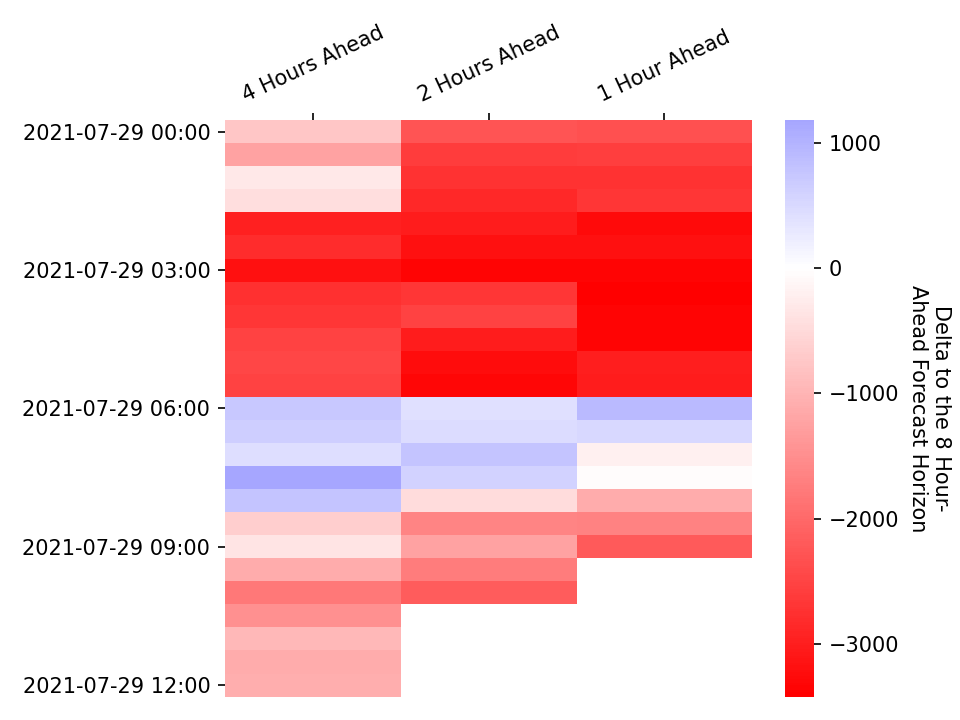 4 Hours Ahead
2 Hours Ahead
1 Hour Ahead
2021-07-29 00:00
2021-07-29 03:00
2021-07-29 06:00
2021-07-29 09:00
2021-07-29 12:00
1000
0
−1000
−2000
−3000
Delta to the 8 Hour-
Ahead Forecast Horizon